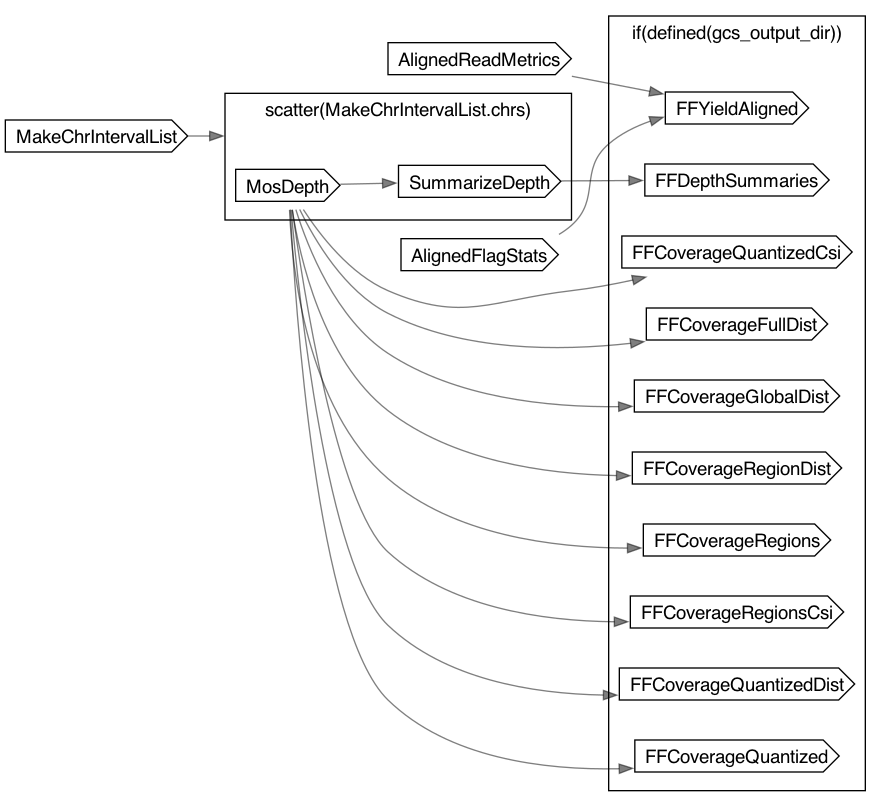 if(defined(gcs_output_dir))
AlignedReadMetrics
FFYieldAligned
scatter(MakeChrIntervalList.chrs)
MakeChrIntervalList
MosDepth
SummarizeDepth
FFDepthSummaries
AlignedFlagStats
FFCoverageQuantizedCsi
FFCoverageFullDist
FFCoverageGlobalDist
FFCoverageRegionDist
FFCoverageRegions
FFCoverageRegionsCsi
FFCoverageQuantizedDist
FFCoverageQuantized